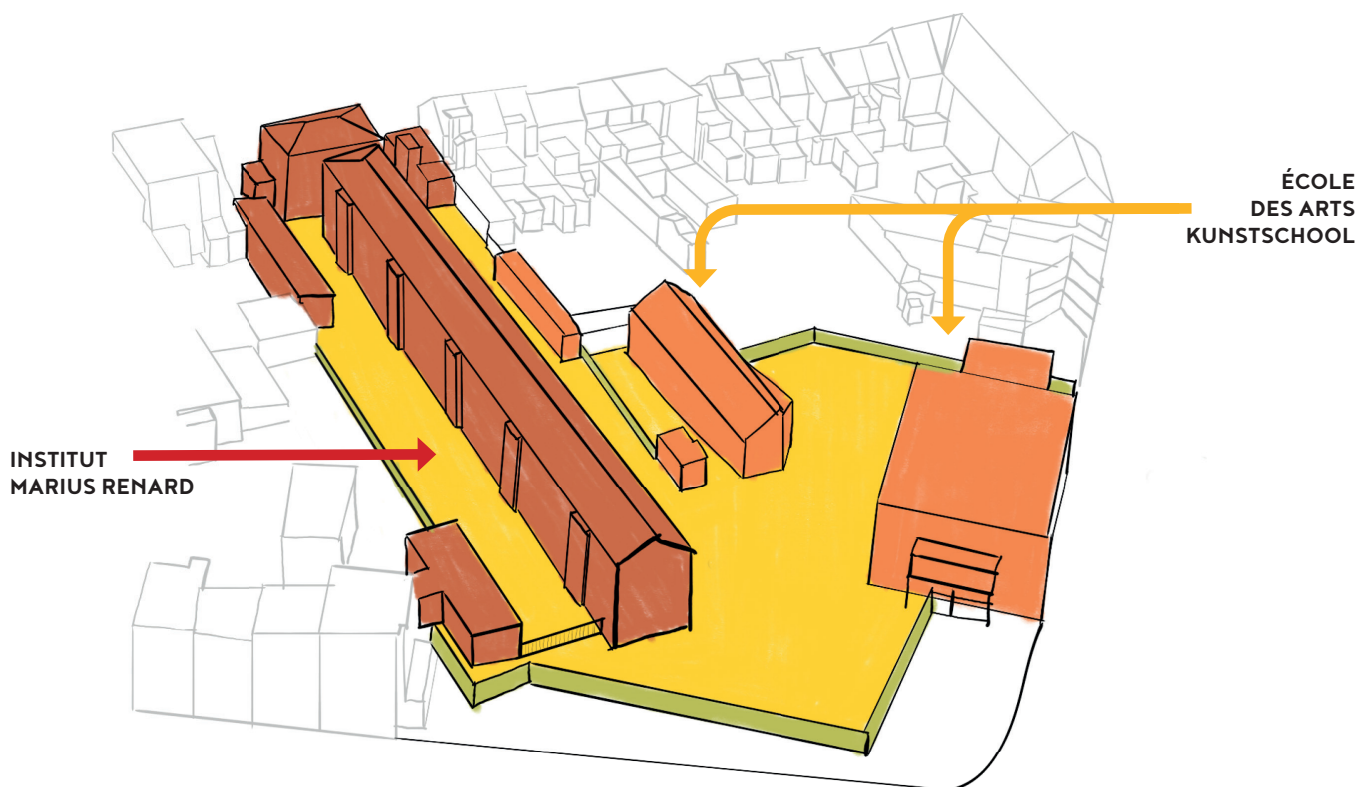 ÉCOLE
DES ARTS
KUNSTSCHOOL
INSTITUT
MARIUS RENARD